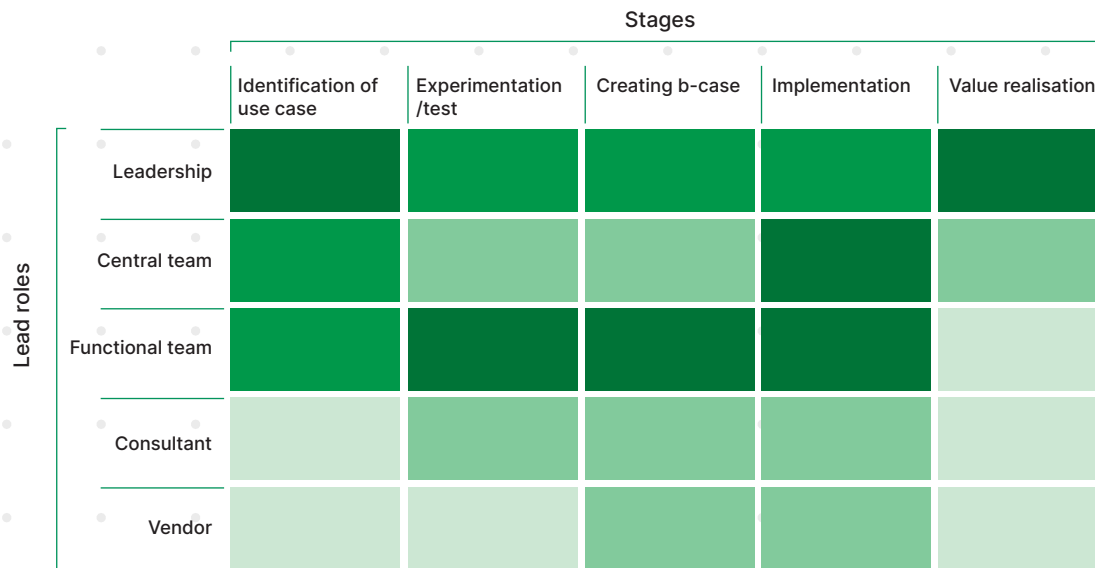 Stages
Identification of
use case
Experimentation
/test
Creating b-case
Implementation
Value realisation
Lead roles
Leadership
Central team
Functional team
Consultant
Vendor